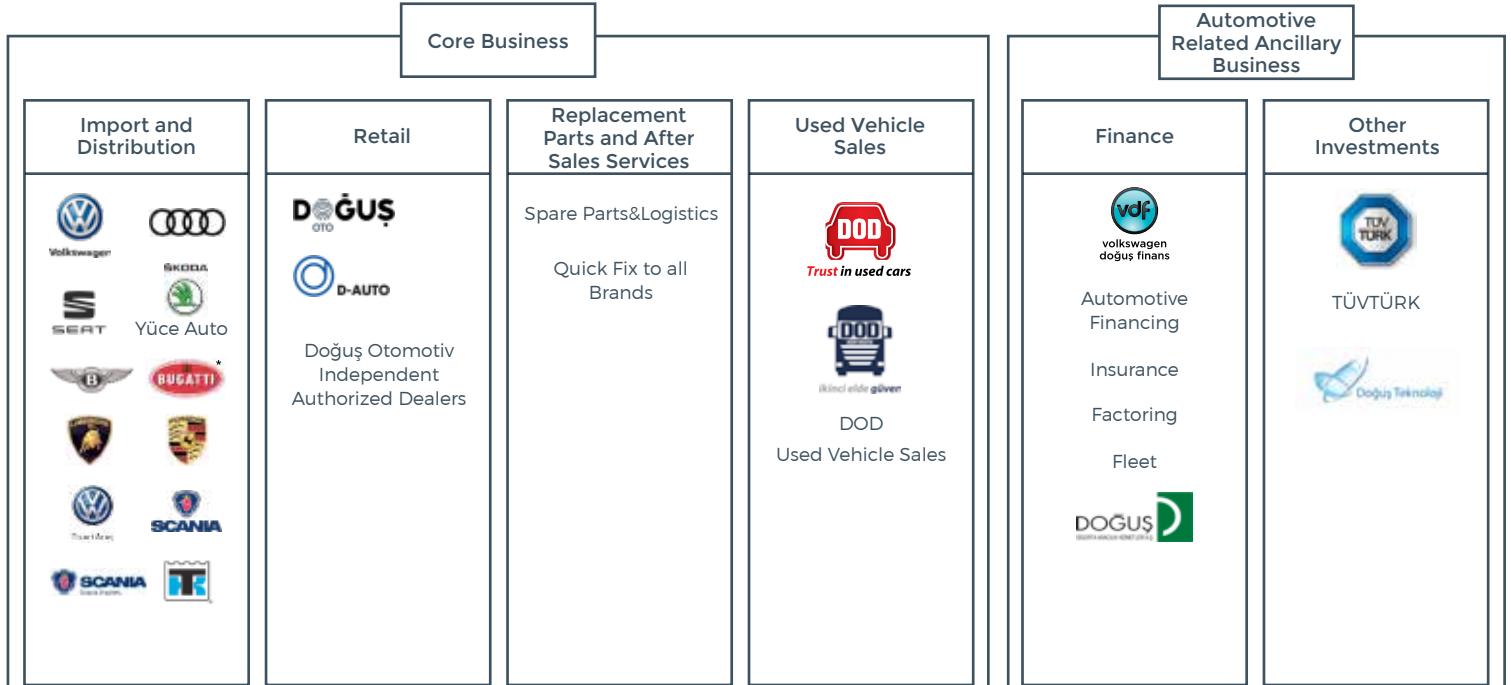 Core Business
Import and
Distribution
Volkswagen
ŠKODA
SEAT
Yüce Auto
B
BUGATTI
*
SCANIA
SCANIA
Retail
DOĞUŞ
OTO
D-AUTO
Doğuş Otomotiv
Independent
Authorized Dealers
Replacement
Parts and After
Sales Services
Spare Parts&Logistics
Quick Fix to all
Brands
Used Vehicle
Sales
DOD
Trust in used cars
DOD
ikinci elde güven
DOD
Used Vehicle Sales
Automotive
Related Ancillary
Business
Finance
vdf
volkswagen
doğuş finans
Automotive
Financing
Insurance
Factoring
Fleet
DOĞUŞ
Other
Investments
TÜV
TÜRK
TÜVTÜRK
Doğuş Teknoloji